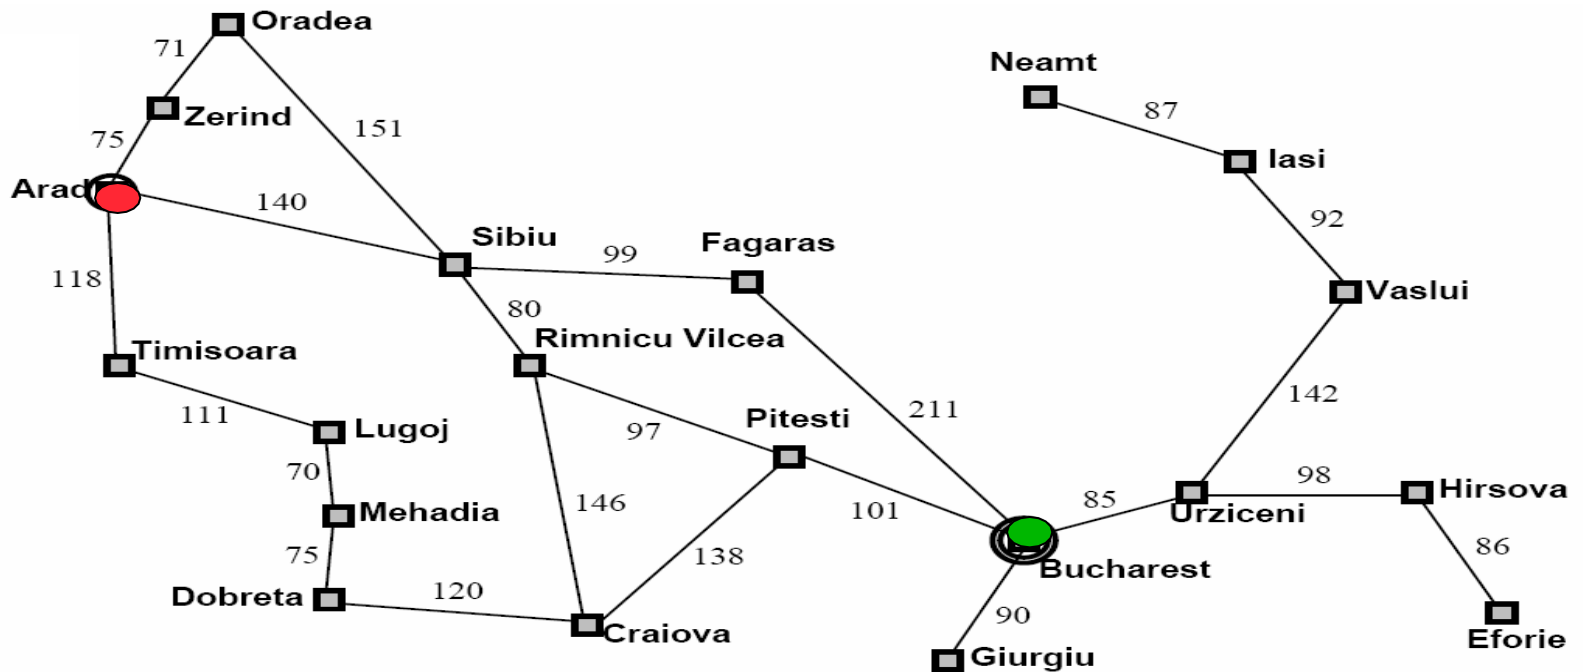 Oradea
71
Neamt
87
Zerind
151
75
Iasi
Arad
140
92
Sibiu
Fagaras
99
118
Vaslui
80
Rimnicu Vilcea
Timisoara
142
111
211
Pitesti
Lugoj
97
70
98
Hirsova
146
101
85
Mehadia
Urziceni
75
138
86
Bucharest
120
Dobreta
90
Craiova
Eforie
Giurgiu